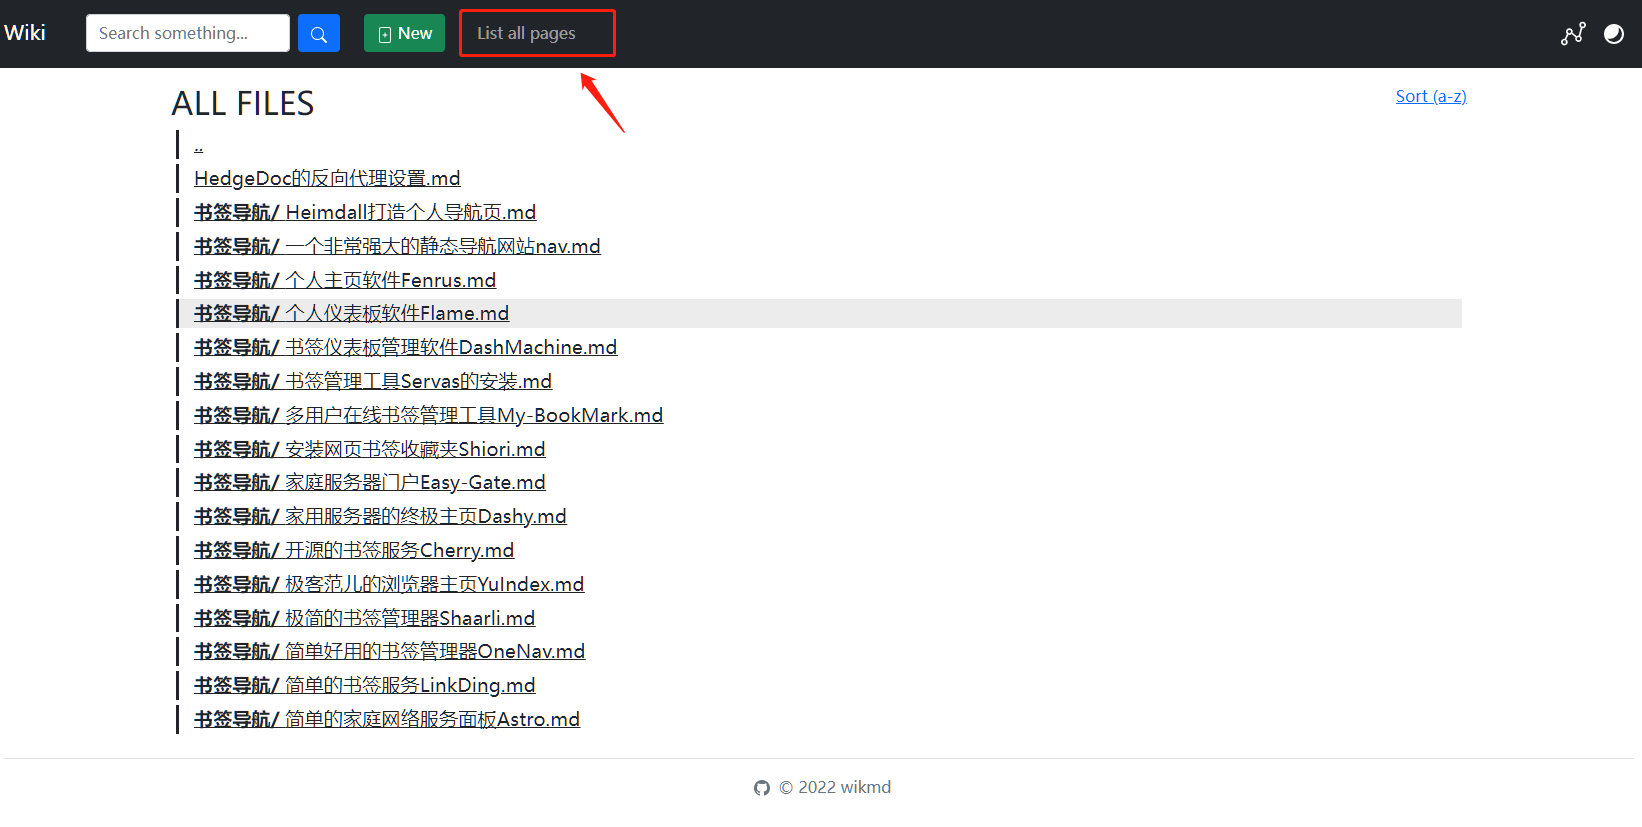 Wiki Search something... New List all pages
ALL FILES Sort (a-z)
..
HedgeDoc的反向代理设置.md
书签导航/ Heimdall打造个人导航页.md
书签导航/ 一个非常强大的静态导航网站nav.md
书签导航/ 个人主页软件Fenrus.md
书签导航/ 个人仪表板软件Flame.md
书签导航/ 书签仪表板管理软件DashMachine.md
书签导航/ 书签管理工具Servas的安装.md
书签导航/ 多用户在线书签管理工具My-BookMark.md
书签导航/ 安装网页书签收藏夹Shiori.md
书签导航/ 家庭服务器门户Easy-Gate.md
书签导航/ 家用服务器的终极主页Dashy.md
书签导航/ 开源的书签服务Cherry.md
书签导航/ 极客范儿的浏览器主页YuIndex.md
书签导航/ 极简的书签管理器Shaarli.md
书签导航/ 简单好用的书签管理器OneNav.md
书签导航/ 简单的书签服务LinkDing.md
书签导航/ 简单的家庭网络服务面板Astro.md
© 2022 wikmd